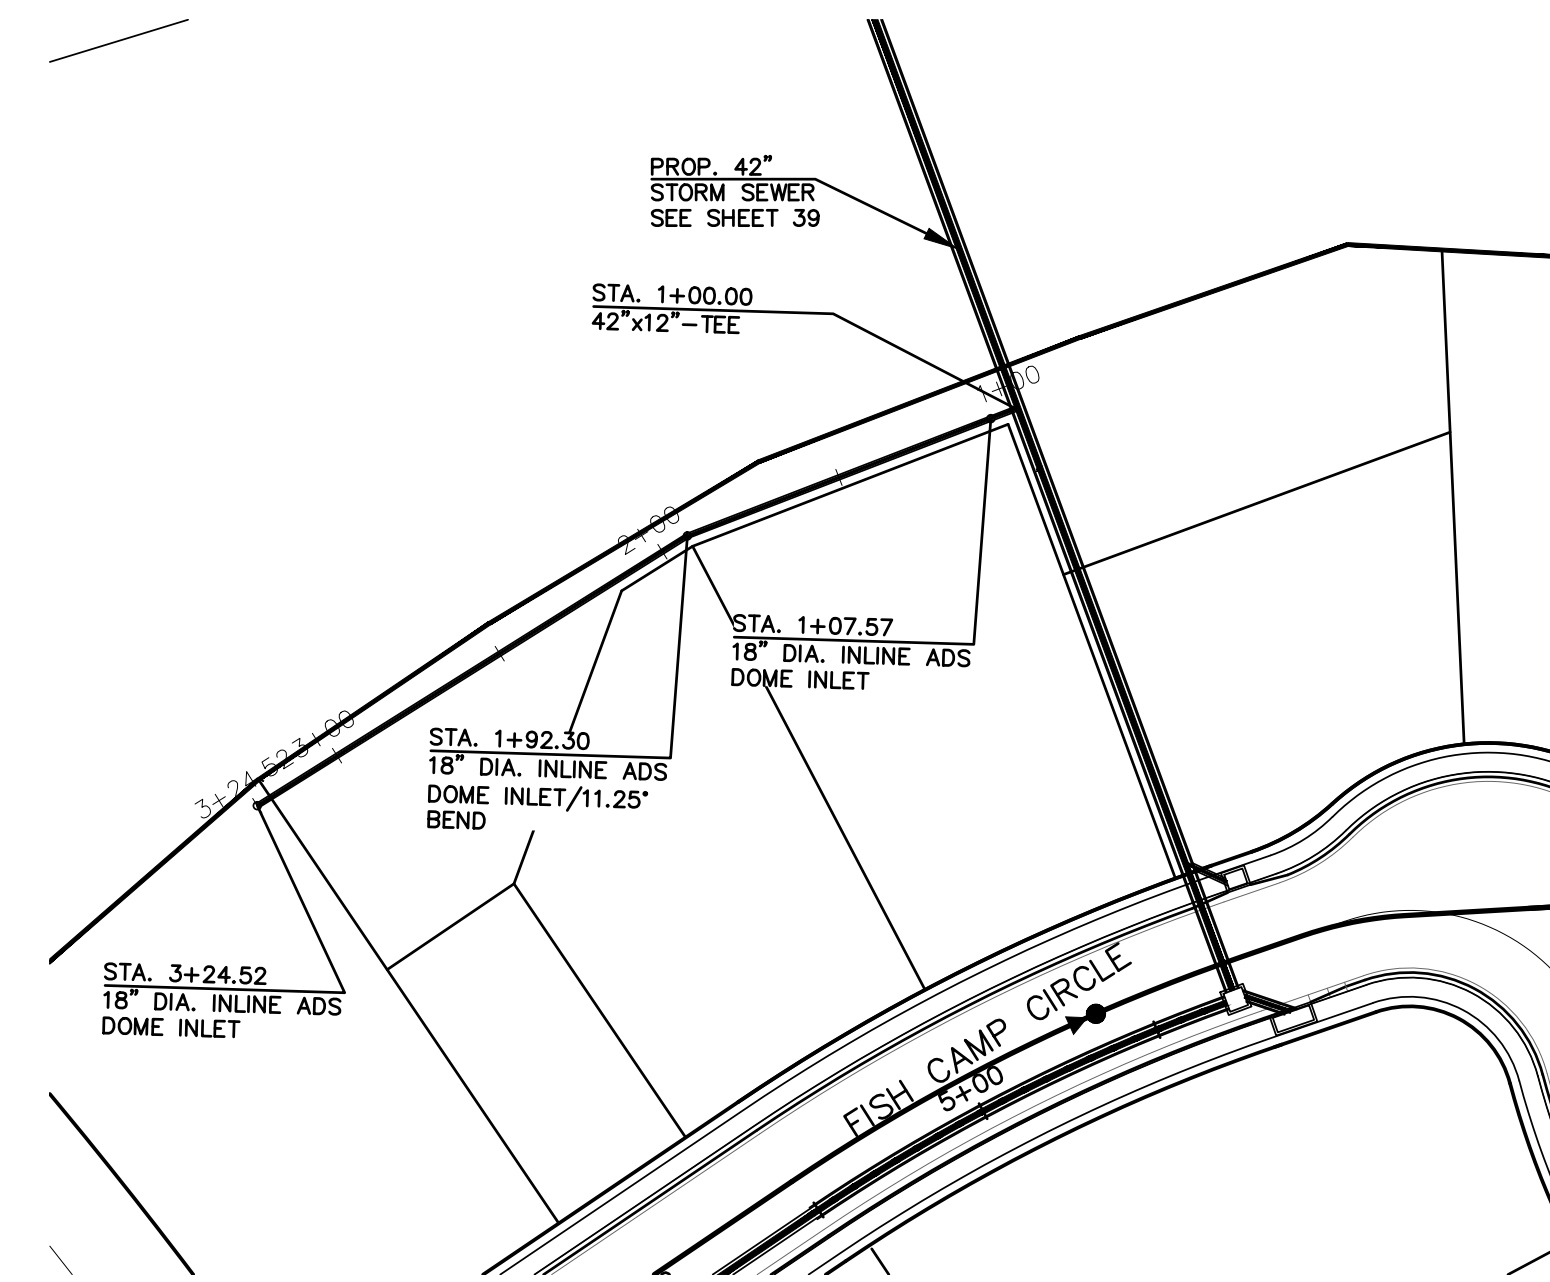 PROP. 42"
STORM SEWER
SEE SHEET 39
STA. 1+00.00
42"x12"-TEE
1+00
2+00
STA. 1+07.57
18" DIA. INLINE ADS
DOME INLET
3+00
3+24.52
STA. 1+92.30
18" DIA. INLINE ADS
DOME INLET/11.25°
BEND
STA. 3+24.52
18" DIA. INLINE ADS
DOME INLET
FISH CAMP CIRCLE
5+00